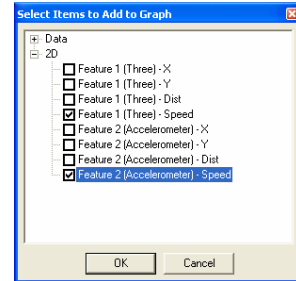 Select Items to Add to Graph
Data
2D
Feature 1 (Three) - X
Feature 1 (Three) - Y
Feature 1 (Three) - Dist
Feature 1 (Three) - Speed
Feature 2 (Accelerometer) - X
Feature 2 (Accelerometer) - Y
Feature 2 (Accelerometer) - Dist
Feature 2 (Accelerometer) - Speed
OK
Cancel